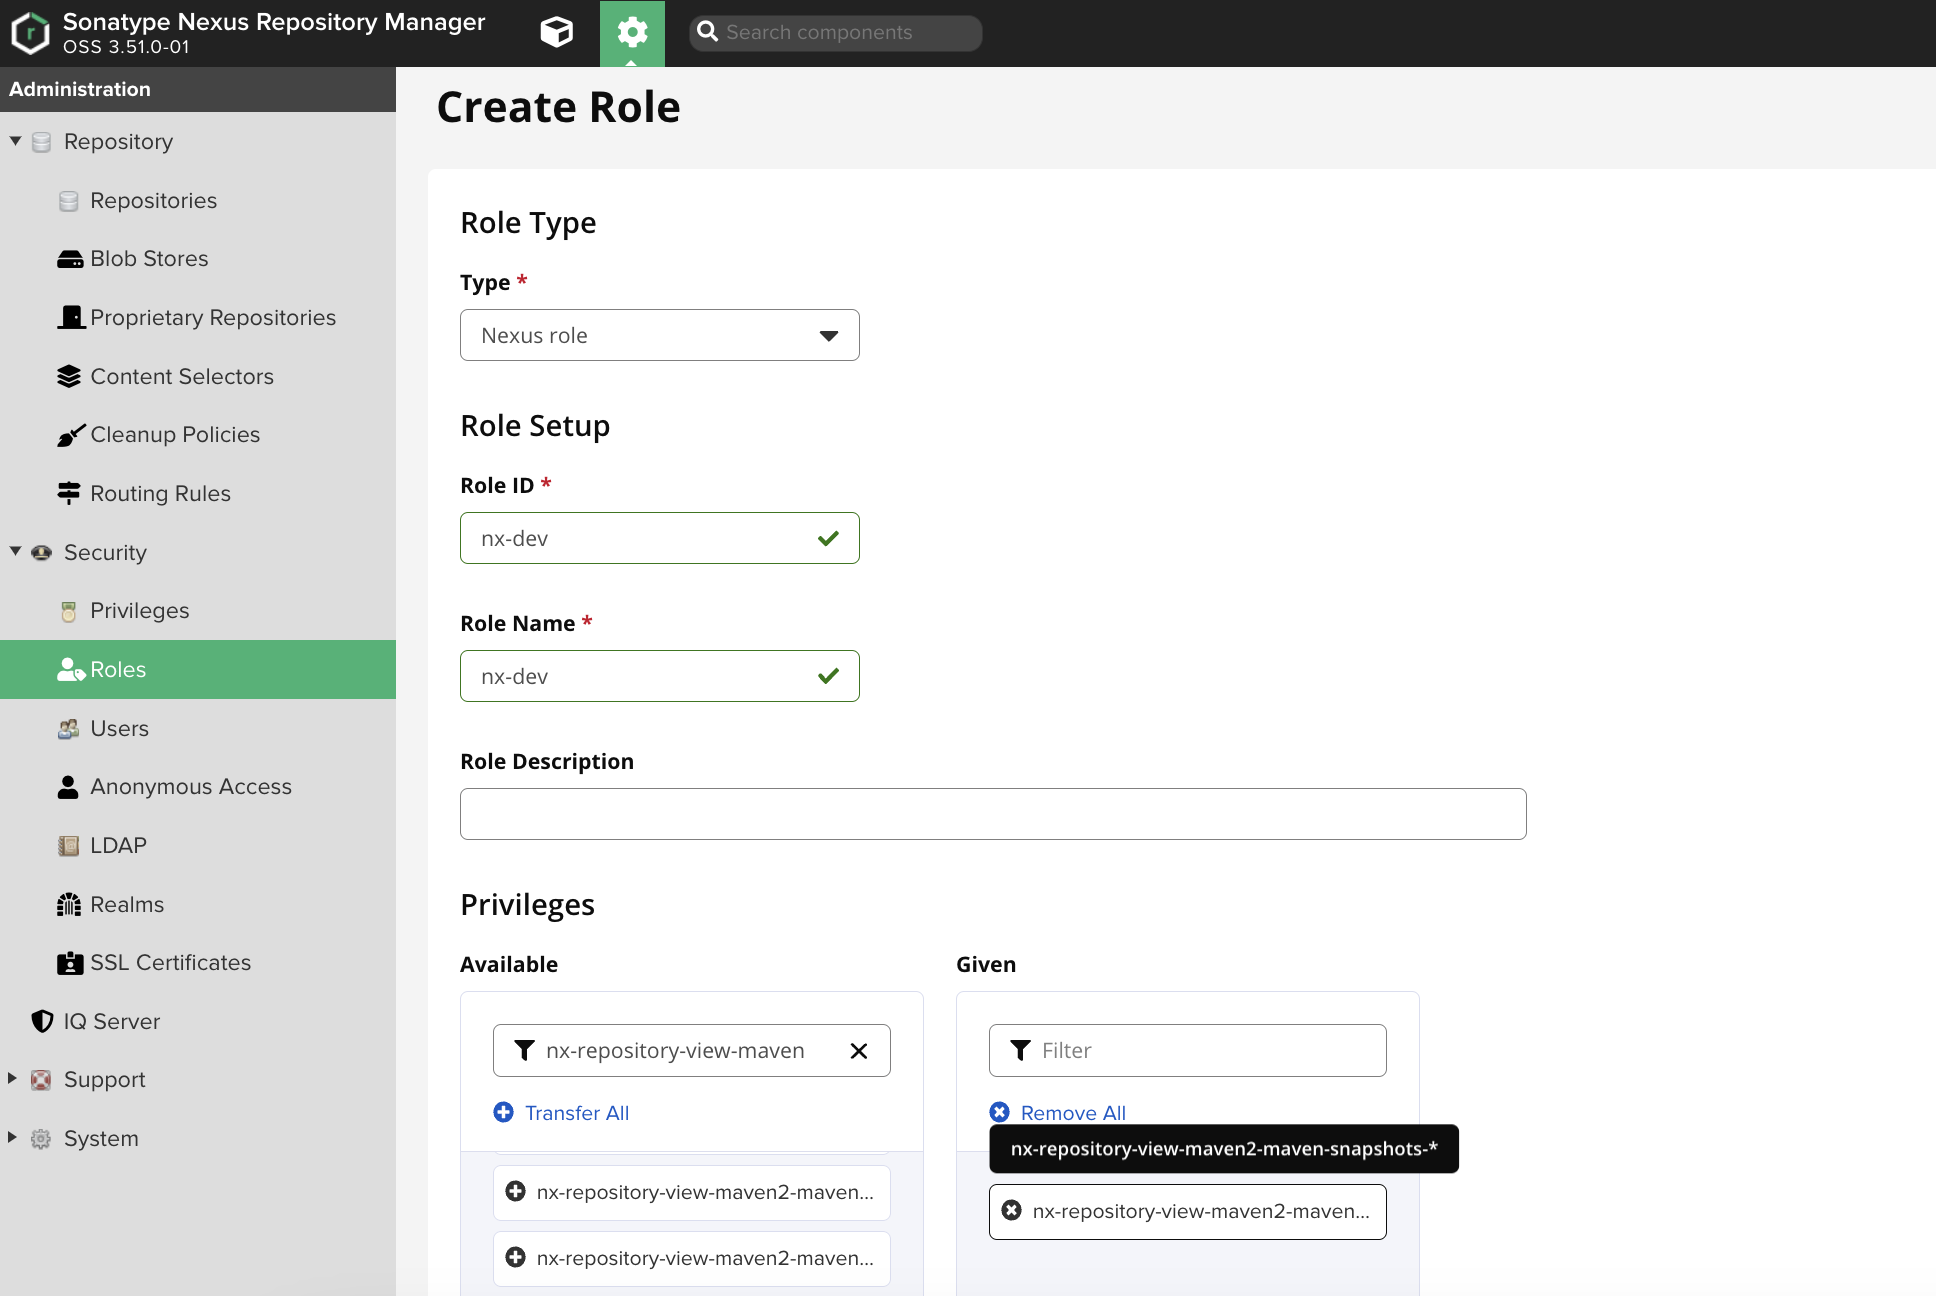 Sonatype Nexus Repository Manager
OSS 3.51.0-01
Search components
Administration
Repository
Repositories
Blob Stores
Proprietary Repositories
Content Selectors
Cleanup Policies
Routing Rules
Security
Privileges
Roles
Users
Anonymous Access
LDAP
Realms
SSL Certificates
IQ Server
Support
System
Create Role
Role Type
Type *
Nexus role
Role Setup
Role ID *
nx-dev
Role Name *
nx-dev
Role Description
Privileges
Available
nx-repository-view-maven
Transfer All
nx-repository-view-maven2-maven...
nx-repository-view-maven2-maven...
Given
Filter
Remove All
nx-repository-view-maven2-maven-snapshots-*
nx-repository-view-maven2-maven...